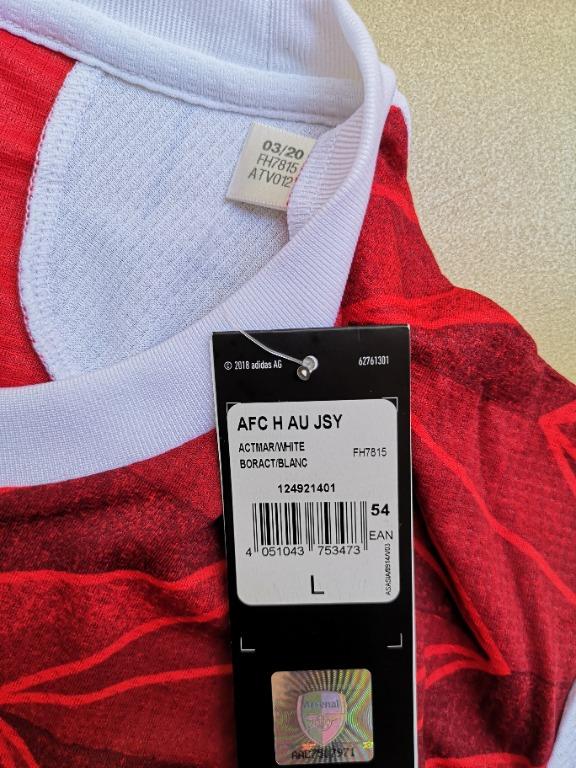 03/20
FH7815
ATV012
© 2018 adidas AG 62761301
AFC H AU JSY
ACTMAR/WHITE FH7815
BORACT/BLANC
124921401
54
EAN
4 051043 753473
L
Arsenal